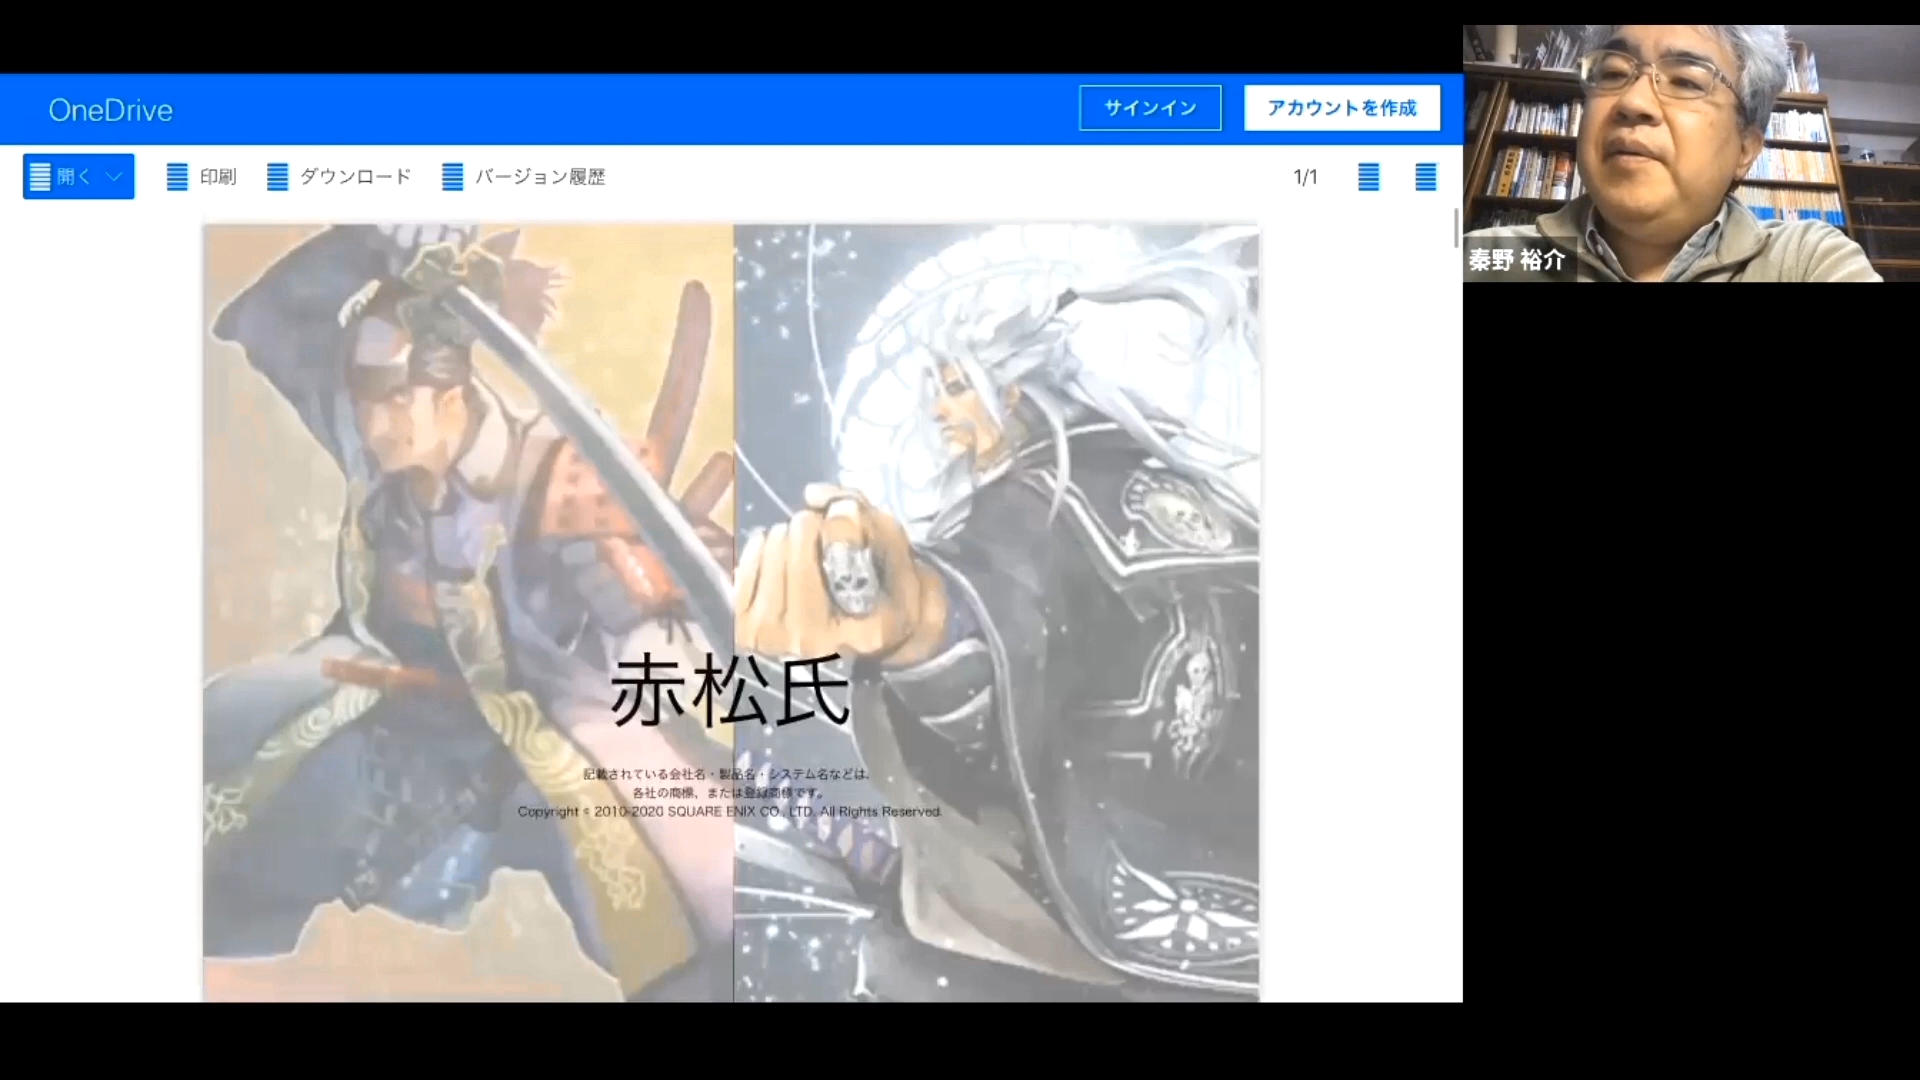 OneDrive
サインイン
アカウントを作成
開く
印刷
ダウンロード
バージョン履歴
1/1
秦野 裕介
赤松氏
記載されている会社名・製品名・システム名などは、
各社の商標、または登録商標です。
Copyright © 2010-2020 SQUARE ENIX CO., LTD. All Rights Reserved.